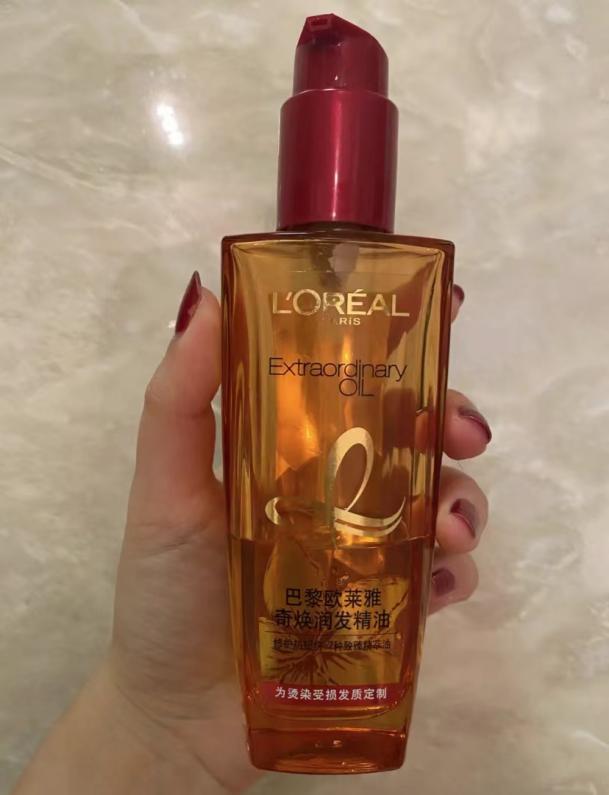 L'ORÉAL
PARIS
Extraordinary
OIL
巴黎欧莱雅
奇焕润发精油
为烫染受损发质定制